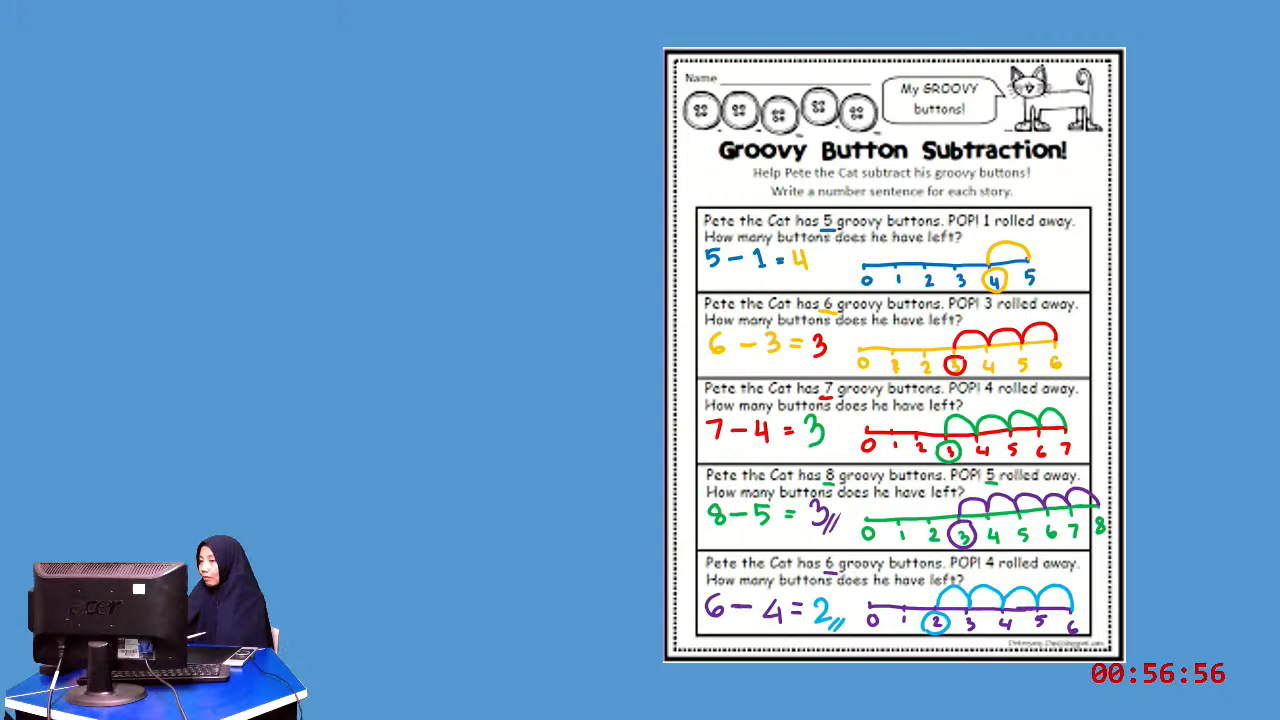 Name
My GROOVY
buttons!
Groovy Button Subtraction!
Help Pete the Cat subtract his groovy buttons!
Write a number sentence for each story.
Pete the Cat has 5 groovy buttons. POP! 1 rolled away.
How many buttons does he have left?
5 - 1 = 4
0 1 2 3 4 5
Pete the Cat has 6 groovy buttons. POP! 3 rolled away.
How many buttons does he have left?
6 - 3 = 3
0 1 2 3 4 5 6
Pete the Cat has 7 groovy buttons. POP! 4 rolled away.
How many buttons does he have left?
7 - 4 = 3
0 1 2 3 4 5 6 7
Pete the Cat has 8 groovy buttons. POP! 5 rolled away.
How many buttons does he have left?
8 - 5 = 3
0 1 2 3 4 5 6 7 8
Pete the Cat has 6 groovy buttons. POP! 4 rolled away.
How many buttons does he have left?
6 - 4 = 2
0 1 2 3 4 5 6
acer
00:56:56